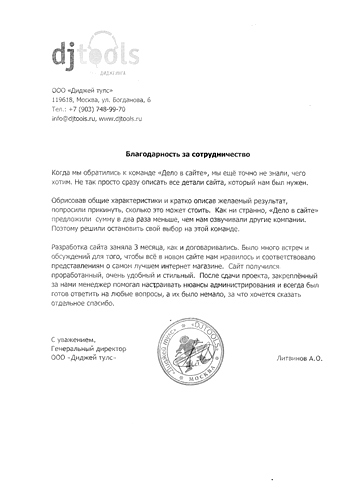 djtools
ООО «Диджей тулс»
119618, Москва, ул. Богданова, 6
Тел.: +7 (903) 748-99-70
info@djtools.ru, www.djtools.ru
Благодарность за сотрудничество
Когда мы обратились к команде «Дело в сайте», мы ещё точно не знали, чего
хотим. Не так просто сразу описать все детали сайта, который нам был нужен.
Обрисовав общие характеристики и кратко описав желаемый результат,
попросили прикинуть, сколько это может стоить. Как ни странно, «Дело в сайте»
предложили сумму в два раза меньше, чем нам озвучивали другие компании.
Поэтому решили остановить свой выбор на этой команде.
Разработка сайта заняла 3 месяца, как и договаривались. Было много встреч и
обсуждений для того, чтобы всё в новом сайте нам нравилось и соответствовало
представлениям о самом лучшем интернет магазине. Сайт получился
проработанный, очень удобный и стильный. После сдачи проекта, закреплённый
за нами менеджер помогал настраивать нюансы администрирования и всегда был
готов ответить на любые вопросы, а их было немало, за что хочется сказать
отдельное спасибо.
С уважением,
Генеральный директор
ООО «Диджей тулс»
«DJTOOLS»
МОСКВА
Литвинов А.О.